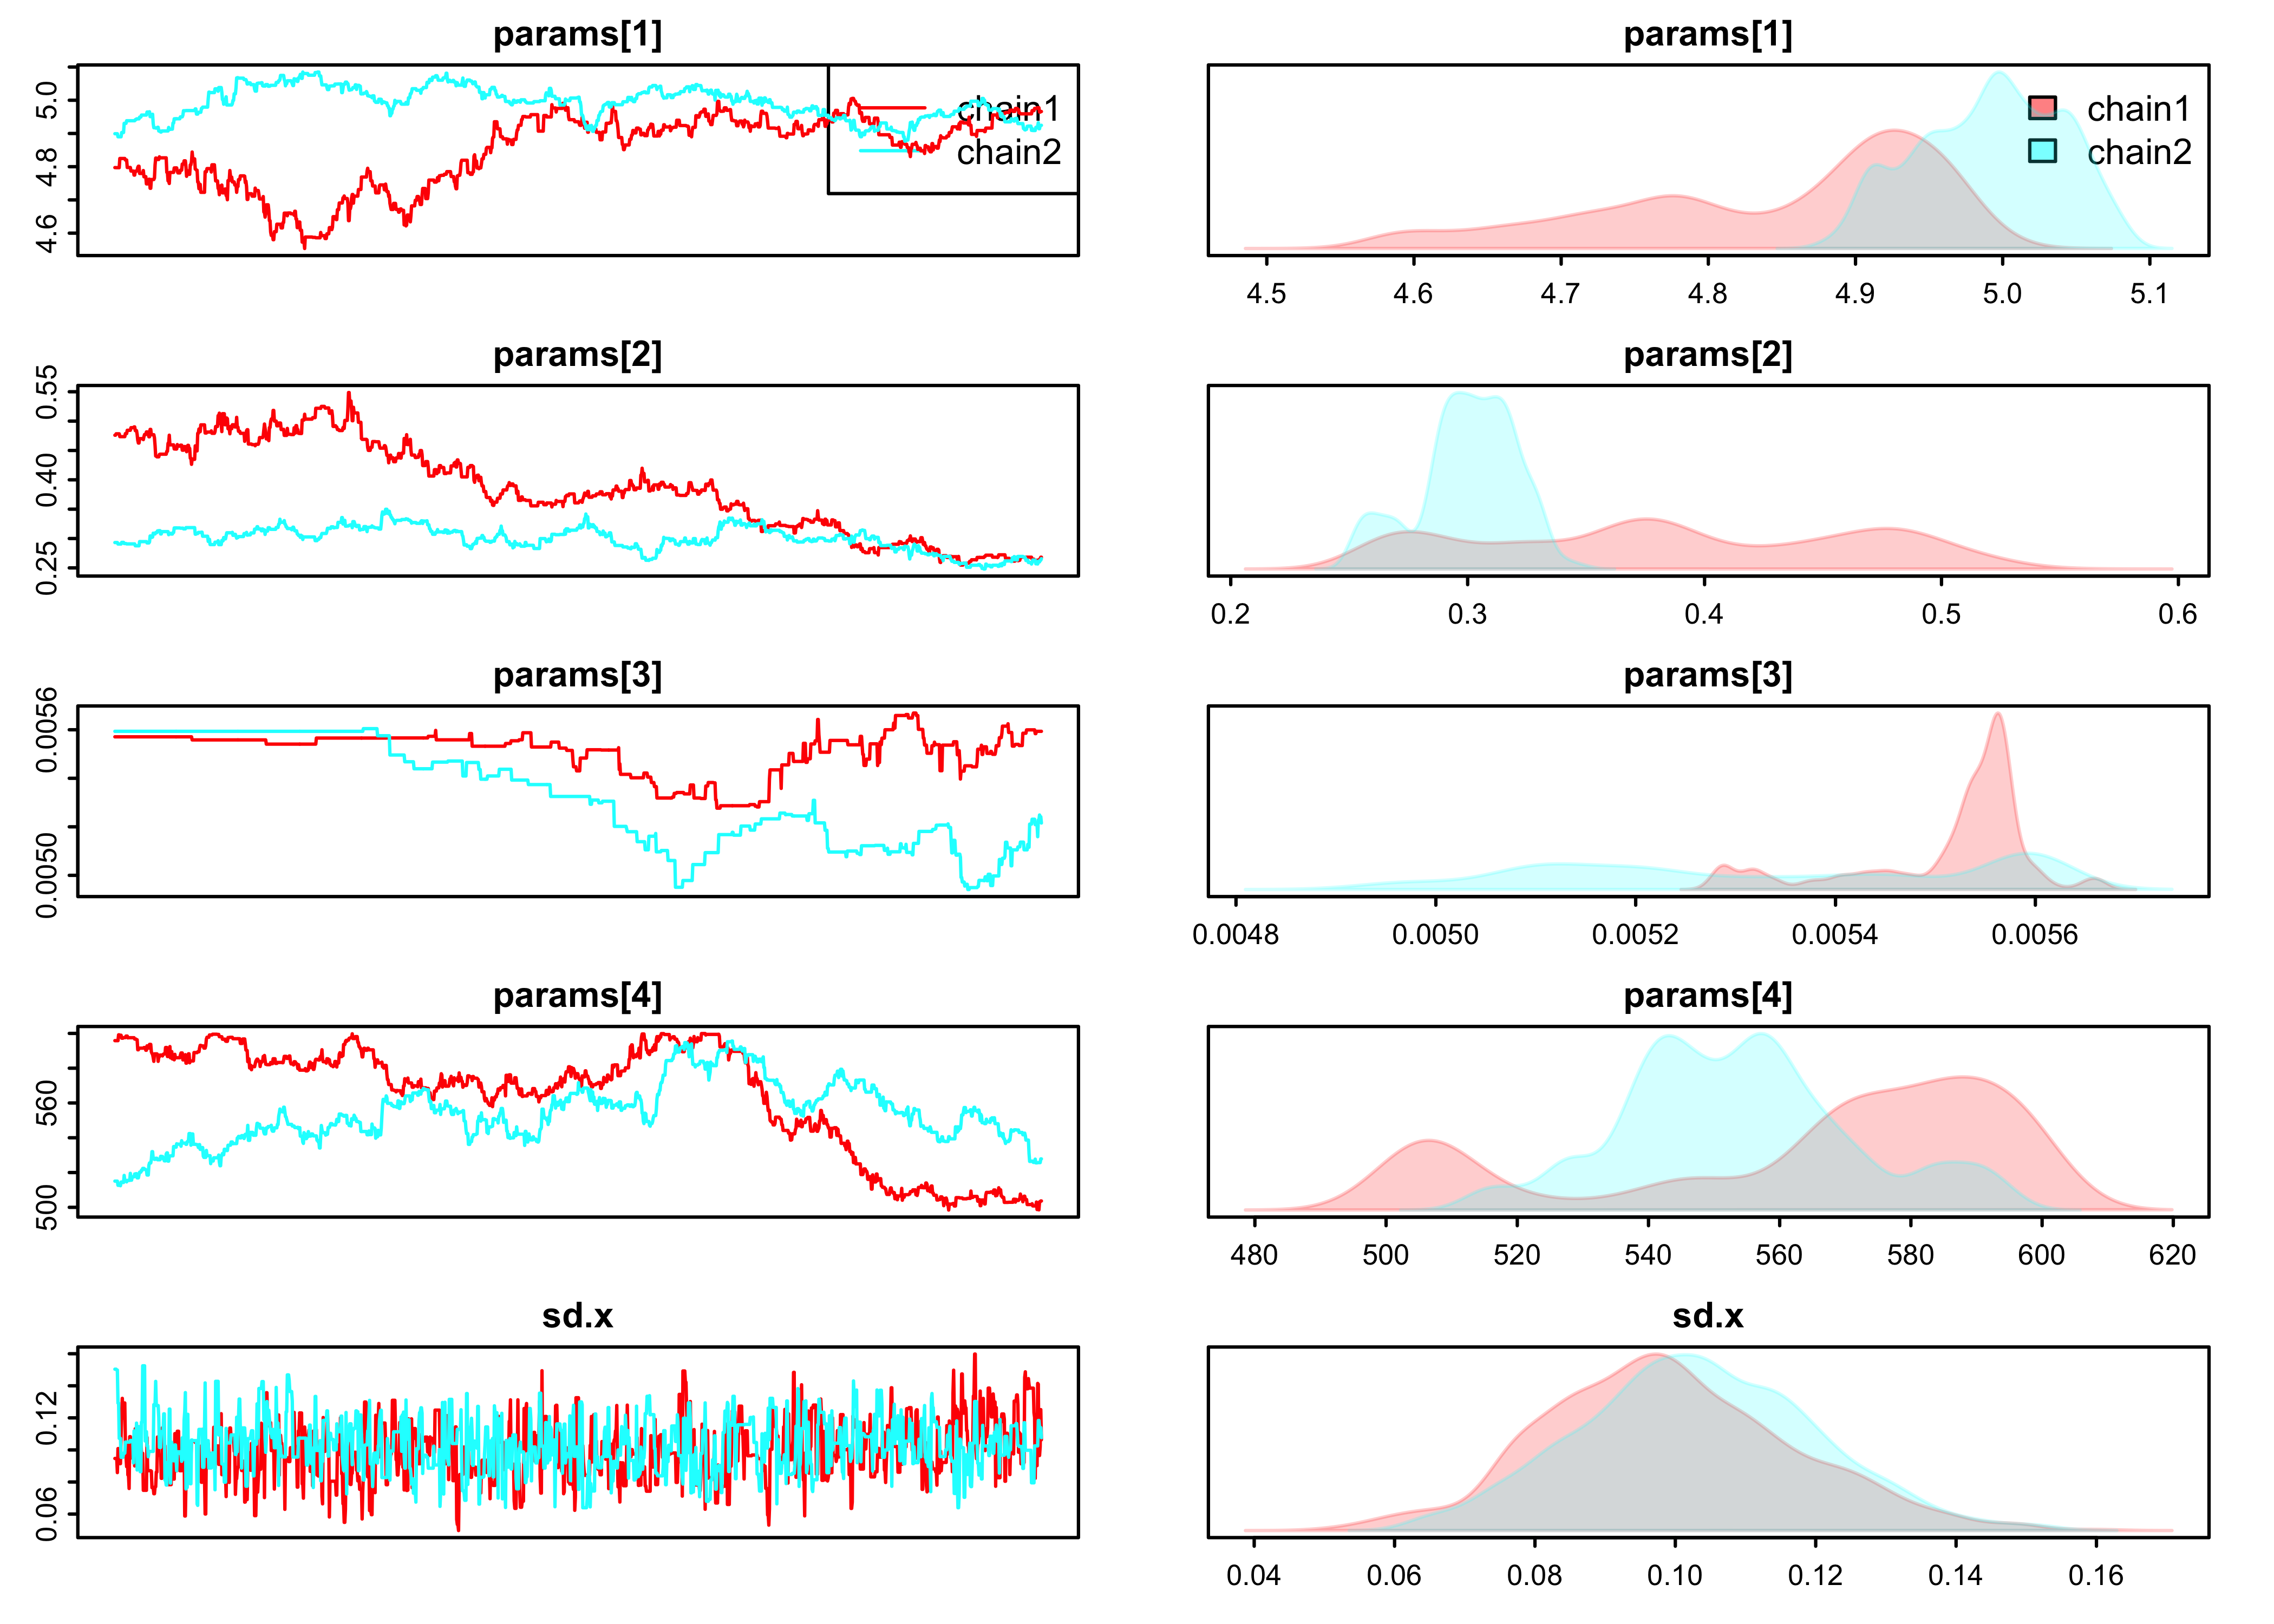 params[1]
5.0
4.8
4.6
chain1
chain2
params[1]
chain1
chain2
4.5 4.6 4.7 4.8 4.9 5.0 5.1
params[2]
0.55
0.40
0.25
params[2]
0.2 0.3 0.4 0.5 0.6
params[3]
0.0056
0.0050
params[3]
0.0048 0.0050 0.0052 0.0054 0.0056
params[4]
560
500
params[4]
480 500 520 540 560 580 600 620
sd.x
0.12
0.06
sd.x
0.04 0.06 0.08 0.10 0.12 0.14 0.16